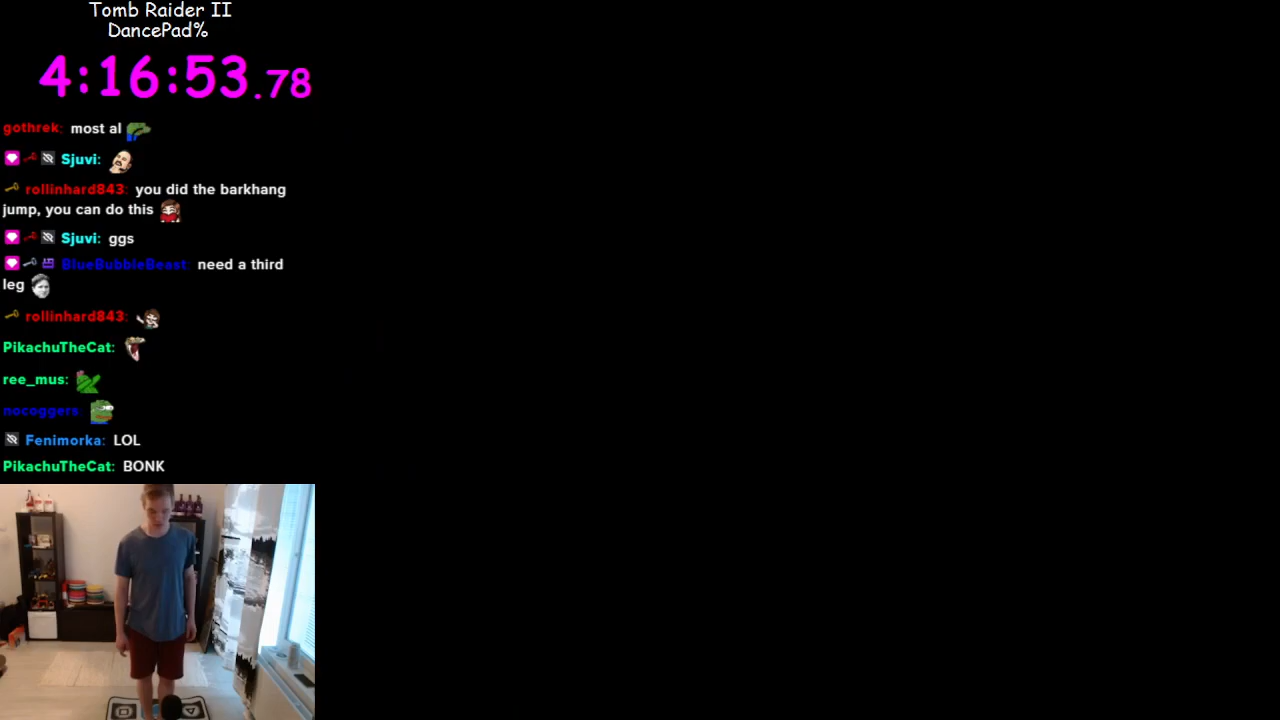 Tomb Raider II
DancePad%
4:16:53.78
gothrek: most al
Sjuvi:
rollinhard843: you did the barkhang
jump, you can do this
Sjuvi: ggs
BlueBubbleBeast: need a third
leg
rollinhard843:
PikachuTheCat:
ree_mus:
nocoggers:
Fenimorka: LOL
PikachuTheCat: BONK